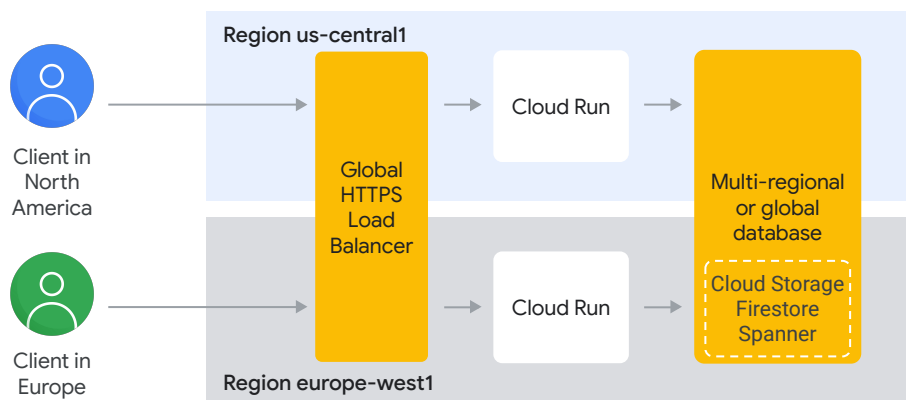 Region us-central1
Client in
North
America
Global
HTTPS
Load
Balancer
Cloud Run
Multi-regional
or global
database
Cloud Storage
Firestore
Spanner
Client in
Europe
Cloud Run
Region europe-west1